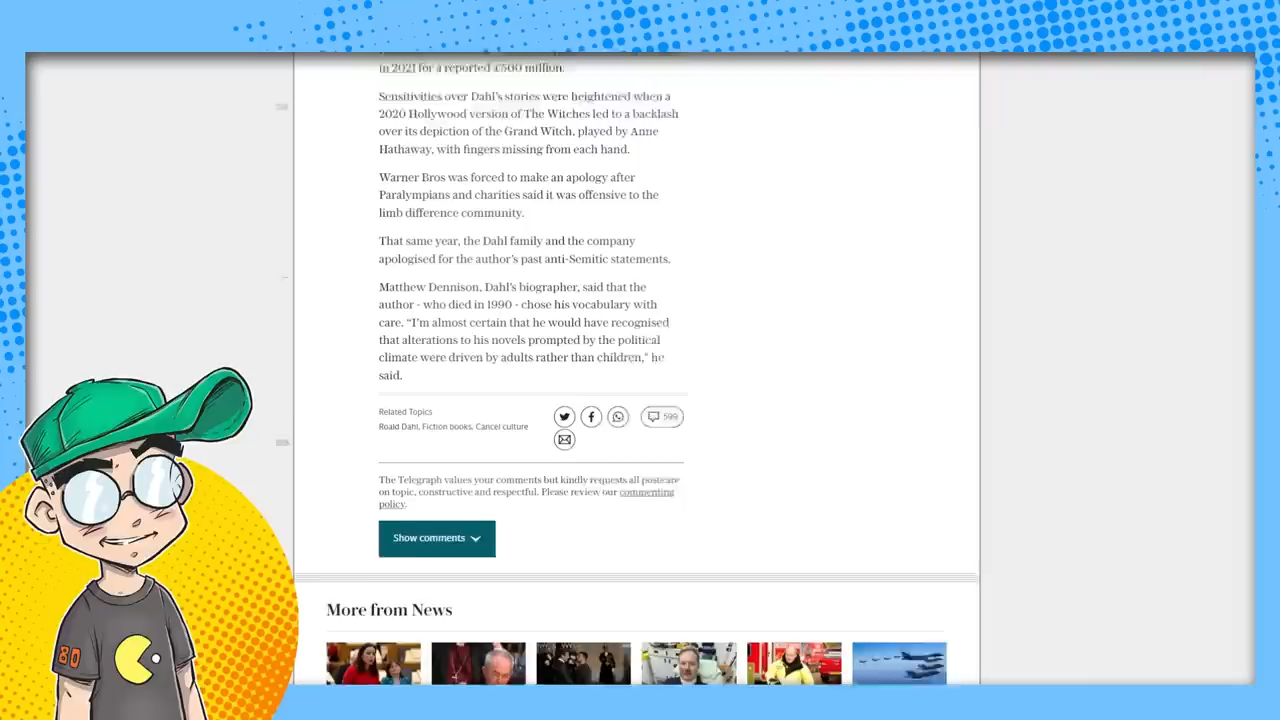 in 2021 for a reported £500 million.
Sensitivities over Dahl's stories were heightened when a
2020 Hollywood version of The Witches led to a backlash
over its depiction of the Grand Witch, played by Anne
Hathaway, with fingers missing from each hand.
Warner Bros was forced to make an apology after
Paralympians and charities said it was offensive to the
limb difference community.
That same year, the Dahl family and the company
apologised for the author's past anti-Semitic statements.
Matthew Dennison, Dahl's biographer, said that the
author - who died in 1990 - chose his vocabulary with
care. “I'm almost certain that he would have recognised
that alterations to his novels prompted by the political
climate were driven by adults rather than children,” he
said.
Related Topics
Roald Dahl, Fiction books, Cancel culture
599
The Telegraph values your comments but kindly requests all posts are
on topic, constructive and respectful. Please review our commenting
policy.
Show comments
More from News
80